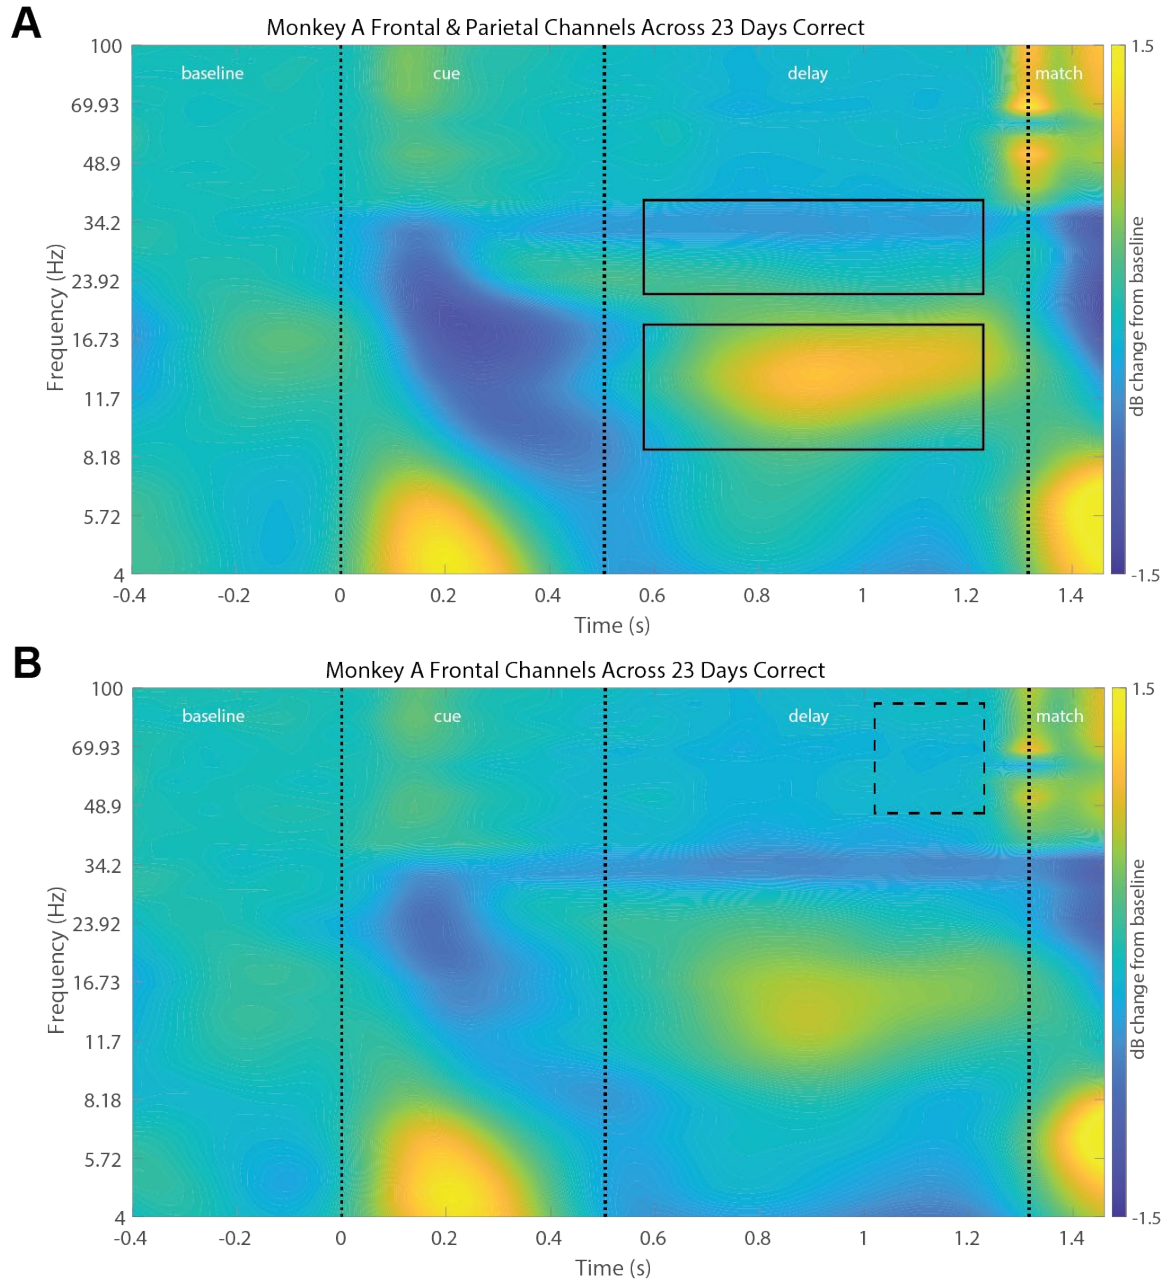 A
Monkey A Frontal & Parietal Channels Across 23 Days Correct
baseline cue delay match
100
69.93
48.9
34.2
23.92
16.73
11.7
8.18
5.72
4
Frequency (Hz)
-0.4 -0.2 0 0.2 0.4 0.6 0.8 1 1.2 1.4
Time (s)
1.5
dB change from baseline
-1.5
B
Monkey A Frontal Channels Across 23 Days Correct
baseline cue delay match
100
69.93
48.9
34.2
23.92
16.73
11.7
8.18
5.72
4
Frequency (Hz)
-0.4 -0.2 0 0.2 0.4 0.6 0.8 1 1.2 1.4
Time (s)
1.5
dB change from baseline
-1.5